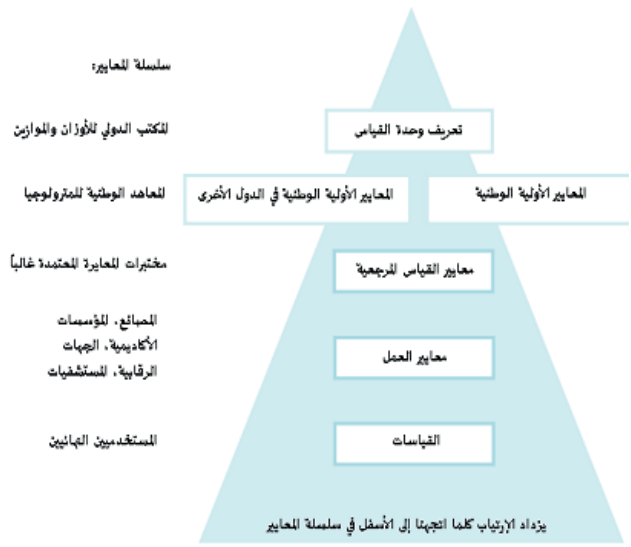 سلسلة المعايير:
المكتب الدولي للأوزان والموازين
تعريف وحدة القياس
المعايير الأولية الوطنية
المعايير الأولية الوطنية في الدول الأخرى
المعاهد الوطنية للمترولوجيا
معايير القياس المرجعية
مختبرات المعايرة المعتمدة غالباً
معايير العمل
المصانع، المؤسسات
الأكاديمية، الجهات
الرقابية، المستشفيات
القياسات
المستخدميين النهائيين
يزداد الإرتياب كلما اتجهنا إلى الأسفل في سلسلة المعايير